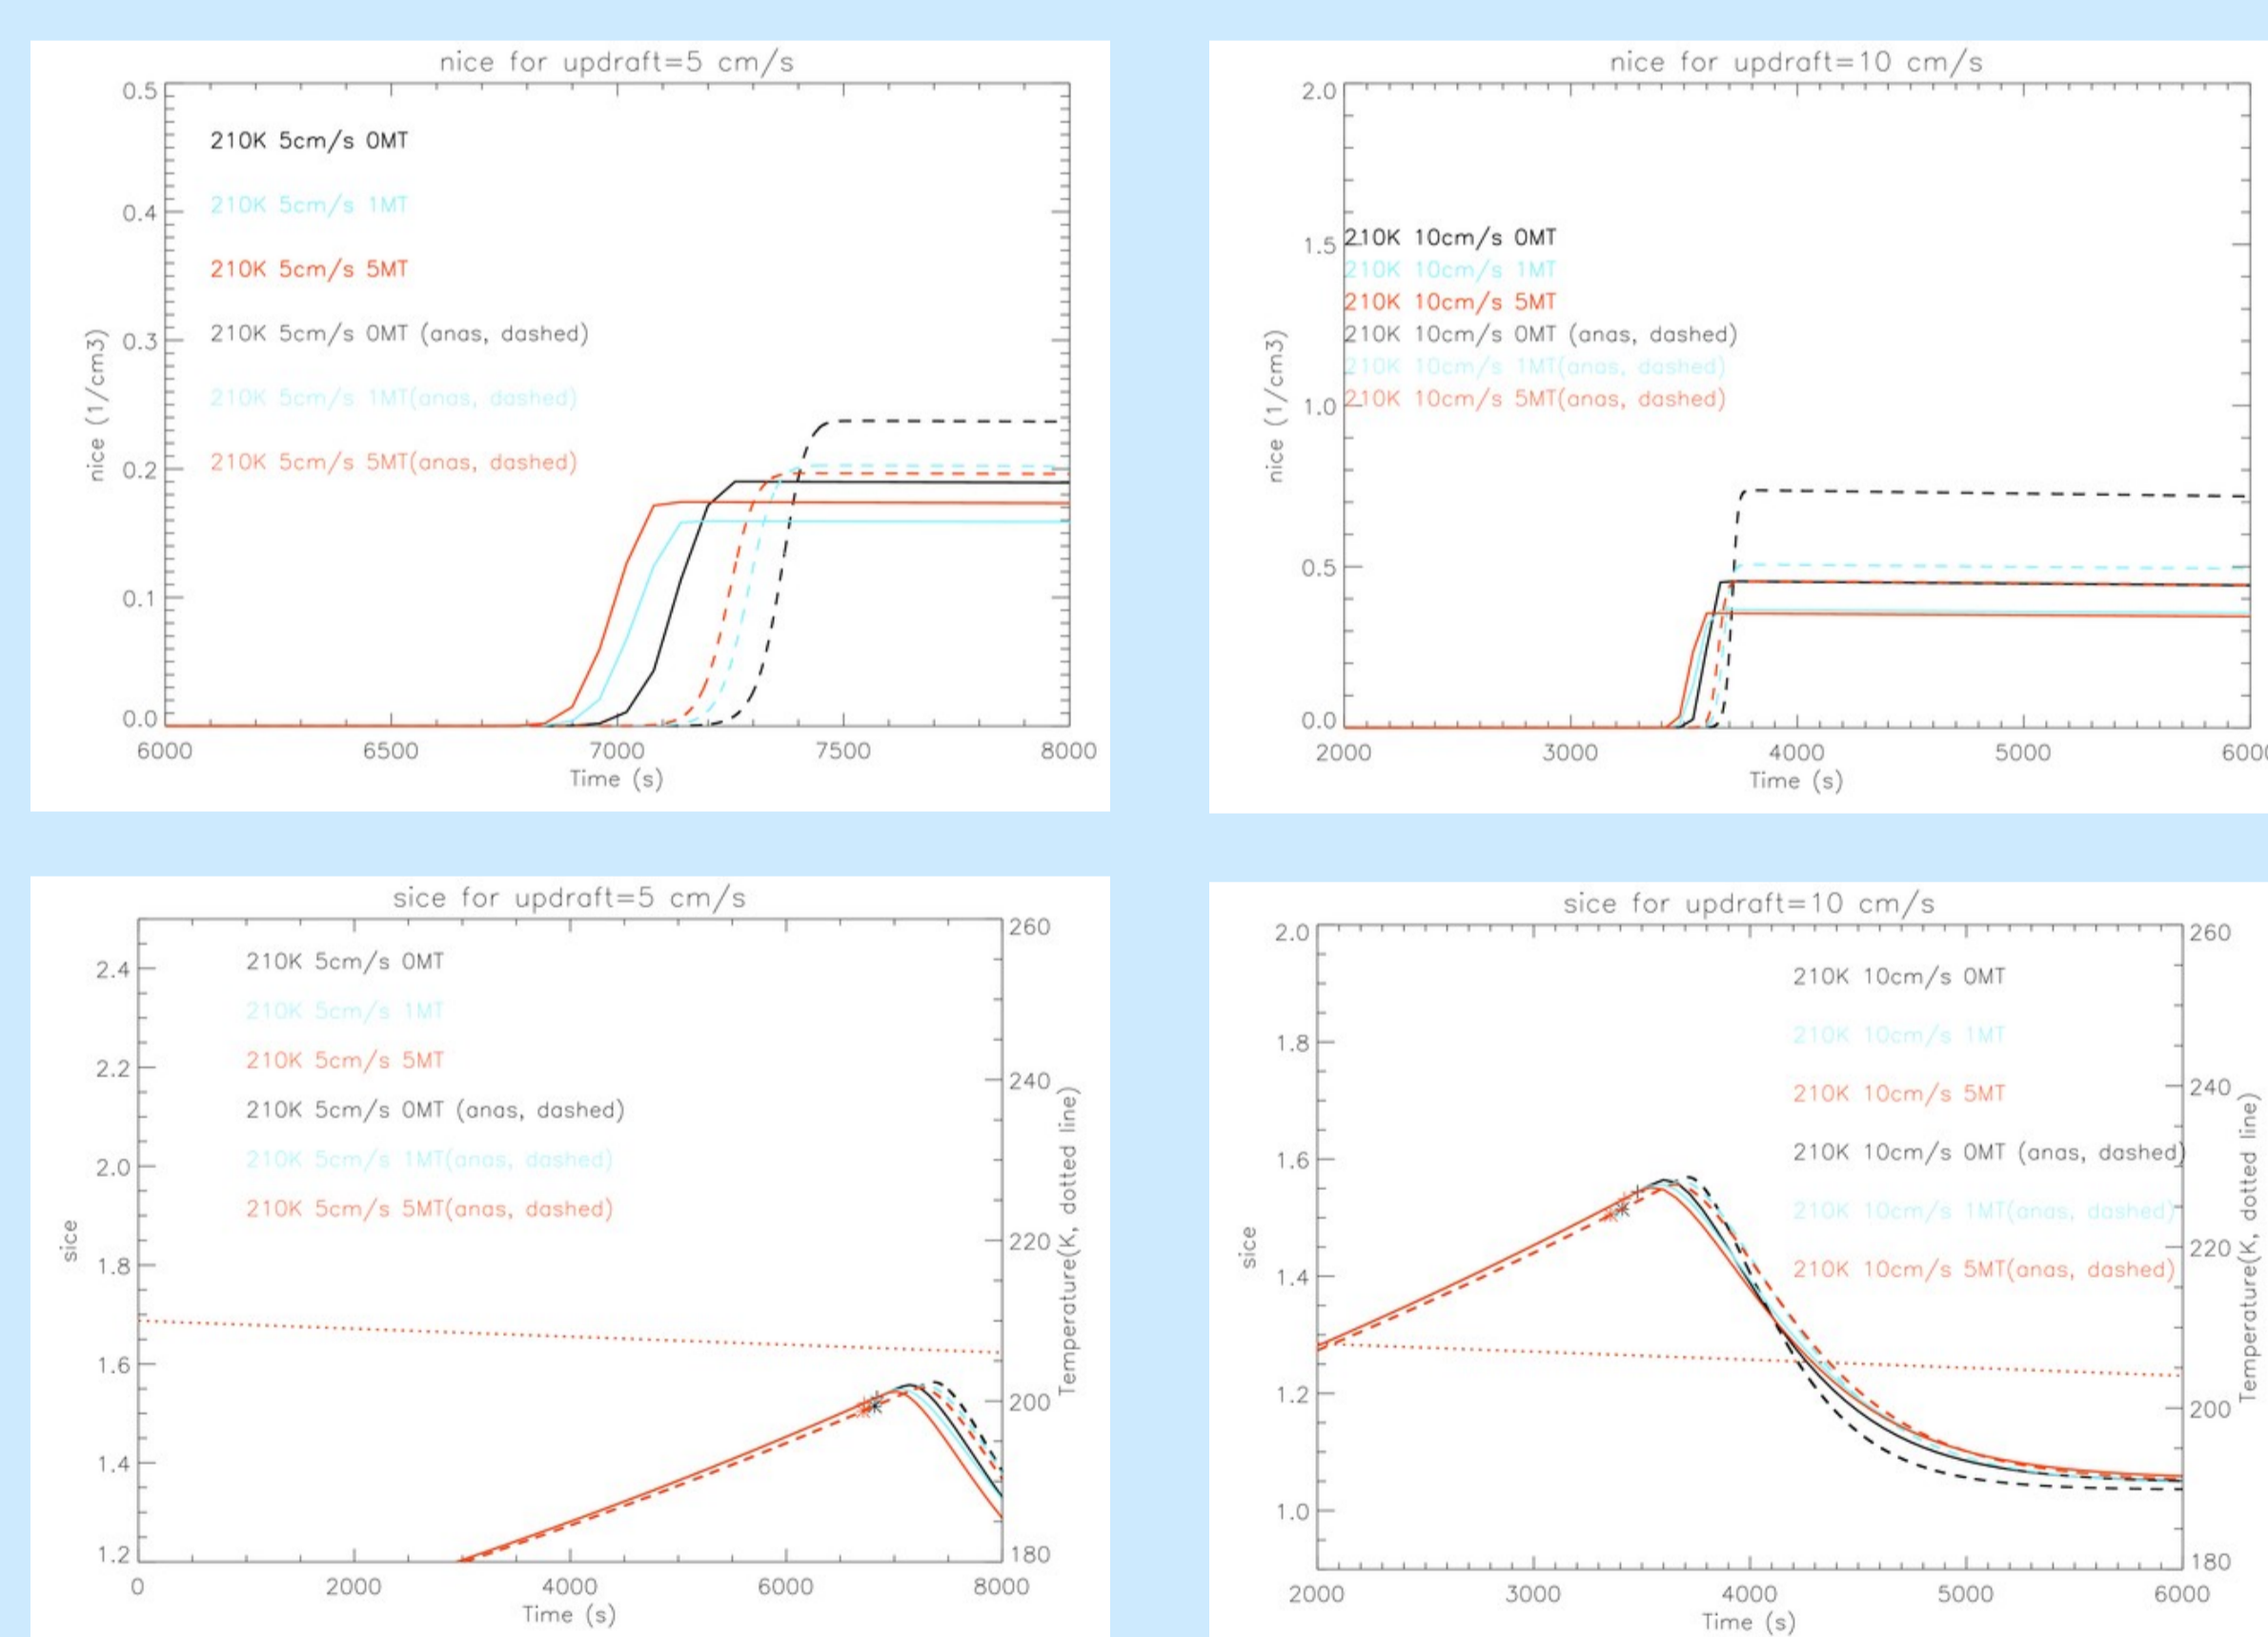 nice for updraft=5 cm/s
0.5
0.4
0.3
0.2
0.1
0.0
nice (1/cm3)
210K 5cm/s 0MT
210K 5cm/s 1MT
210K 5cm/s 5MT
210K 5cm/s 0MT (anas, dashed)
210K 5cm/s 1MT(anas, dashed)
210K 5cm/s 5MT(anas, dashed)
6000 6500 7000 7500 8000
Time (s)
nice for updraft=10 cm/s
2.0
1.5
1.0
0.5
0.0
nice (1/cm3)
210K 10cm/s 0MT
210K 10cm/s 1MT
210K 10cm/s 5MT
210K 10cm/s 0MT (anas, dashed)
210K 10cm/s 1MT(anas, dashed)
210K 10cm/s 5MT(anas, dashed)
2000 3000 4000 5000 6000
Time (s)
sice for updraft=5 cm/s
2.4
2.2
2.0
1.8
1.6
1.4
1.2
sice
210K 5cm/s 0MT
210K 5cm/s 1MT
210K 5cm/s 5MT
210K 5cm/s 0MT (anas, dashed)
210K 5cm/s 1MT(anas, dashed)
210K 5cm/s 5MT(anas, dashed)
260
240
220
200
180
Temperature(K, dotted line)
0 2000 4000 6000 8000
Time (s)
sice for updraft=10 cm/s
2.0
1.8
1.6
1.4
1.2
1.0
sice
210K 10cm/s 0MT
210K 10cm/s 1MT
210K 10cm/s 5MT
210K 10cm/s 0MT (anas, dashed)
210K 10cm/s 1MT(anas, dashed)
210K 10cm/s 5MT(anas, dashed)
260
240
220
200
180
Temperature(K, dotted line)
2000 3000 4000 5000 6000
Time (s)